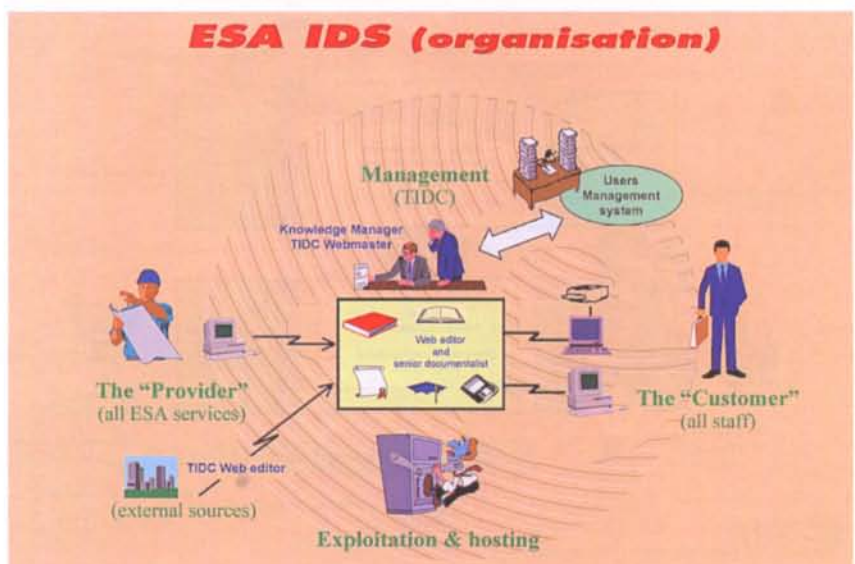 ESA IDS (organisation)
Management
(TIDC)
Users
Management
system
Knowledge Manager
TIDC Webmaster
Web editor
and
senior documentalist
The “Provider”
(all ESA services)
The “Customer”
(all staff)
TIDC Web editor
(external sources)
Exploitation & hosting